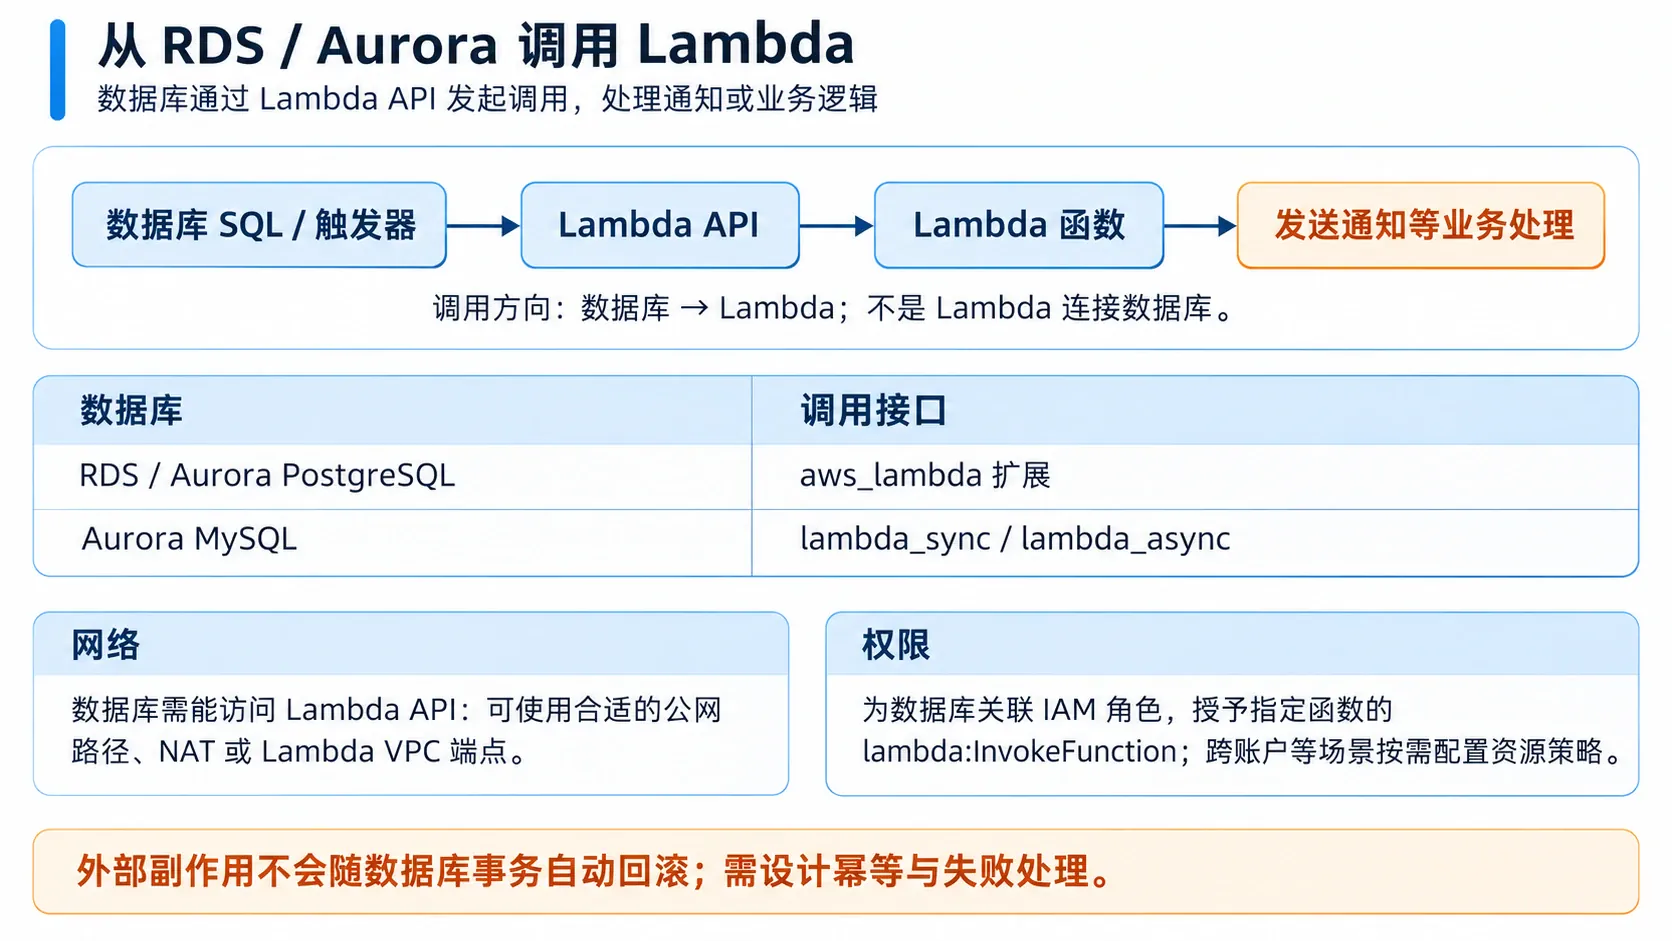 从 RDS / Aurora 调用 Lambda
数据库通过 Lambda API 发起调用，处理通知或业务逻辑
数据库 SQL / 触发器
Lambda API
Lambda 函数
发送通知等业务处理
调用方向：数据库 → Lambda；不是 Lambda 连接数据库。
数据库
调用接口
RDS / Aurora PostgreSQL
aws_lambda 扩展
Aurora MySQL
lambda_sync / lambda_async
网络
数据库需能访问 Lambda API：可使用合适的公网
路径、NAT 或 Lambda VPC 端点。
权限
为数据库关联 IAM 角色，授予指定函数的
lambda:InvokeFunction；跨账户等场景按需配置资源策略。
外部副作用不会随数据库事务自动回滚；需设计幂等与失败处理。